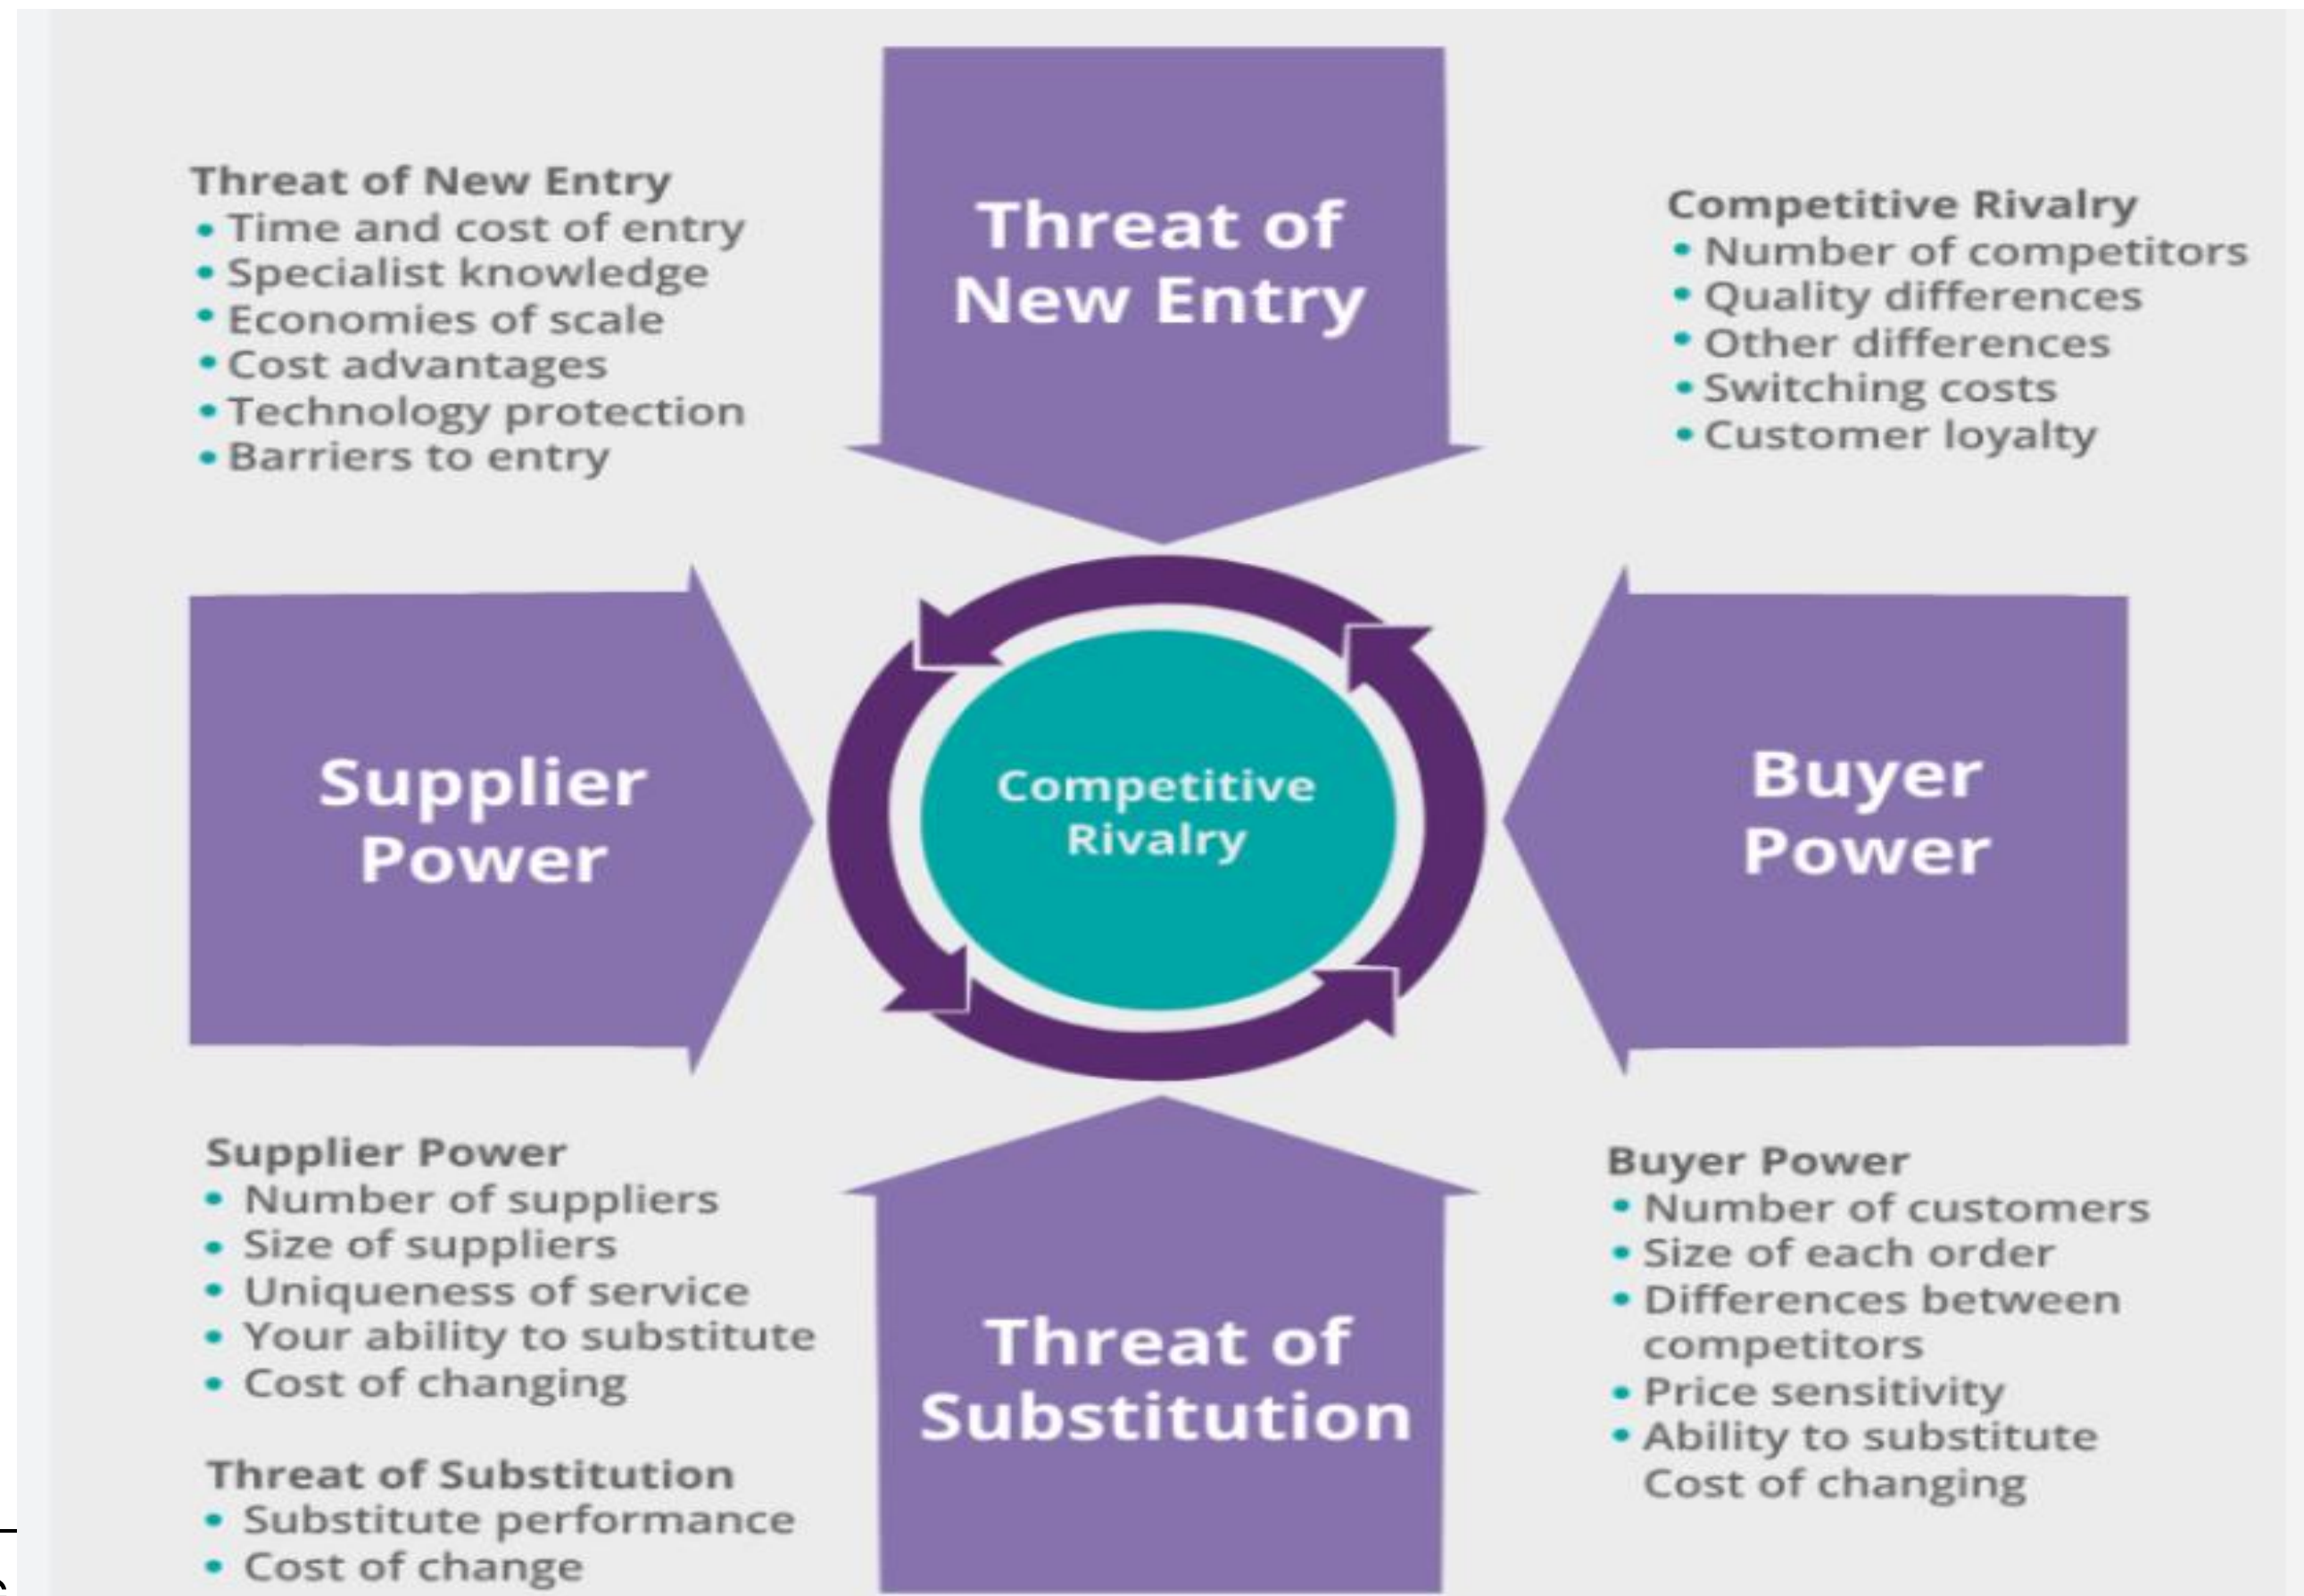 Threat of New Entry
• Time and cost of entry
• Specialist knowledge
• Economies of scale
• Cost advantages
• Technology protection
• Barriers to entry
Threat of
New Entry
Competitive Rivalry
• Number of competitors
• Quality differences
• Other differences
• Switching costs
• Customer loyalty
Supplier
Power
Competitive
Rivalry
Buyer
Power
Supplier Power
• Number of suppliers
• Size of suppliers
• Uniqueness of service
• Your ability to substitute
• Cost of changing
Threat of Substitution
• Substitute performance
• Cost of change
Threat of
Substitution
Buyer Power
• Number of customers
• Size of each order
• Differences between
competitors
• Price sensitivity
• Ability to substitute
Cost of changing